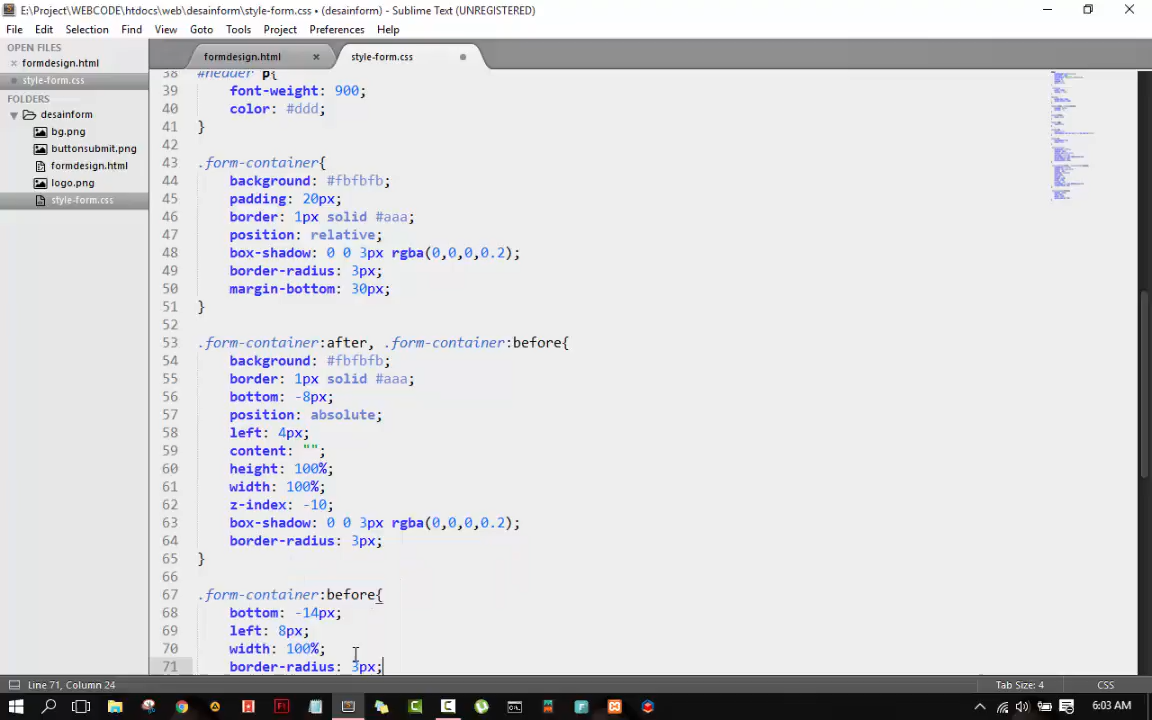 E:\Project\WEBCODE\htdocs\web\desainform\style-form.css • (desainform) - Sublime Text (UNREGISTERED)
File Edit Selection Find View Goto Tools Project Preferences Help
OPEN FILES
formdesign.html
style-form.css
FOLDERS
desainform
bg.png
buttonsubmit.png
formdesign.html
logo.png
style-form.css
formdesign.html style-form.css
38 #header p{
39 font-weight: 900;
40 color: #ddd;
41 }
42
43 .form-container{
44 background: #fbfbfb;
45 padding: 20px;
46 border: 1px solid #aaa;
47 position: relative;
48 box-shadow: 0 0 3px rgba(0,0,0,0.2);
49 border-radius: 3px;
50 margin-bottom: 30px;
51 }
52
53 .form-container:after, .form-container:before{
54 background: #fbfbfb;
55 border: 1px solid #aaa;
56 bottom: -8px;
57 position: absolute;
58 left: 4px;
59 content: "";
60 height: 100%;
61 width: 100%;
62 z-index: -10;
63 box-shadow: 0 0 3px rgba(0,0,0,0.2);
64 border-radius: 3px;
65 }
66
67 .form-container:before{
68 bottom: -14px;
69 left: 8px;
70 width: 100%;
71 border-radius: 3px;
Line 71, Column 24 Tab Size: 4 CSS
6:03 AM